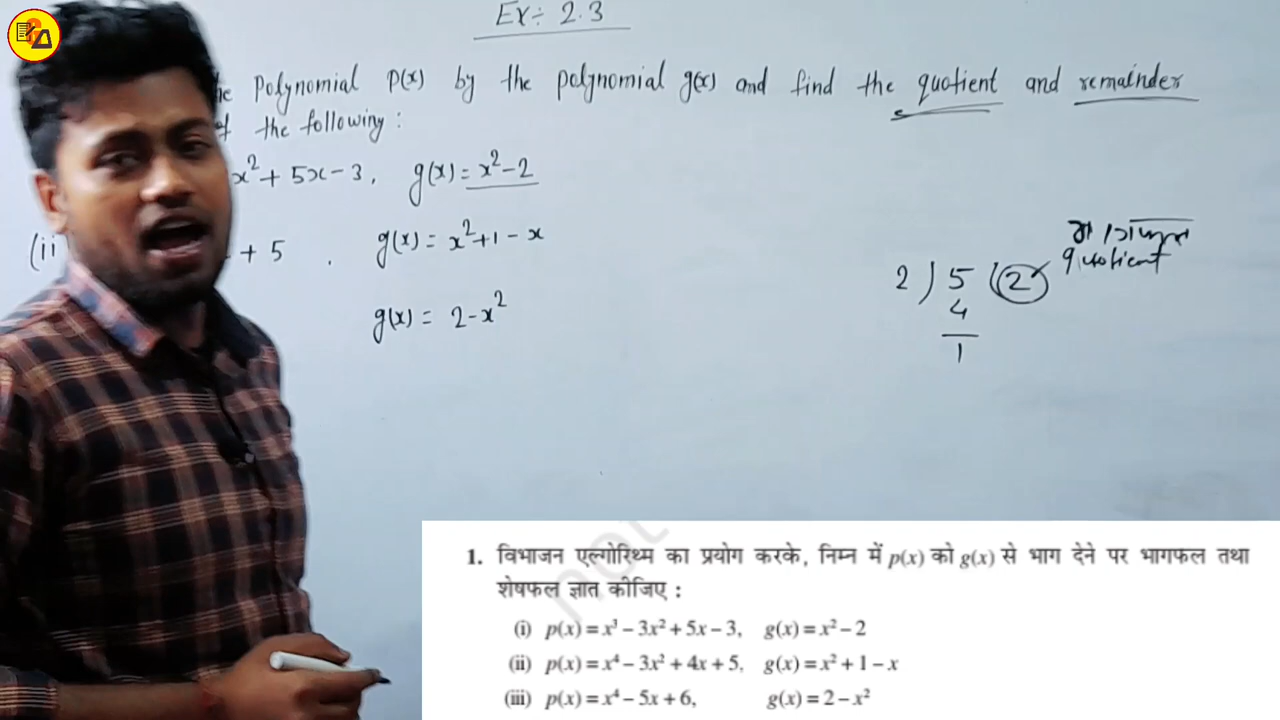 Ex÷ 2.3
Polynomial P(x) by the polynomial g(x) and find the quotient and remainder
of the following:
x²+ 5x-3, g(x)= x²-2
(ii + 5 . g(x)= x²+1-x
g(x)= 2-x²
quotient
2 ) 5 ( 2
4
1
1. विभाजन एल्गोरिथ्म का प्रयोग करके, निम्न में p(x) को g(x) से भाग देने पर भागफल तथा
शेषफल ज्ञात कीजिए :
(i) p(x) = x³ – 3x² + 5x – 3, g(x) = x² – 2
(ii) p(x) = x⁴ – 3x² + 4x + 5, g(x) = x² + 1 – x
(iii) p(x) = x⁴ – 5x + 6, g(x) = 2 – x²